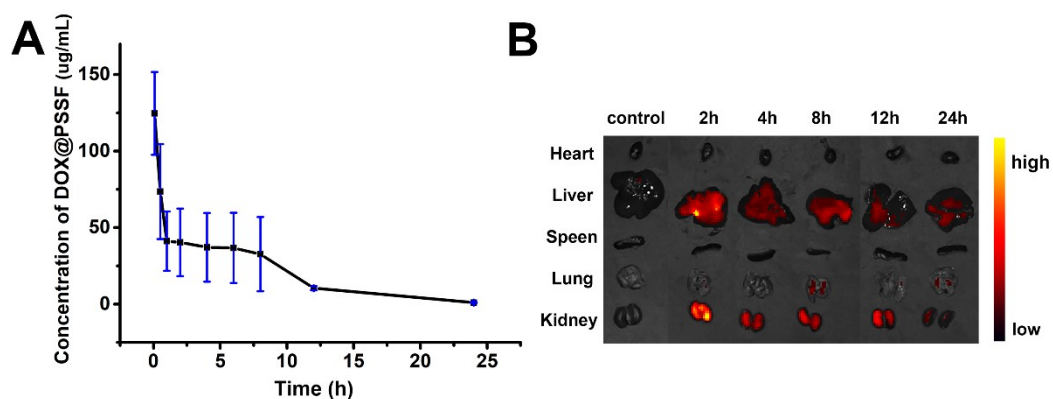 A
Concentration of DOX@PSSF (ug/mL)
150
100
50
0
0
5
10
15
20
25
Time (h)
B
control 2h 4h 8h 12h 24h
Heart
Liver
Speen
Lung
Kidney
high
low